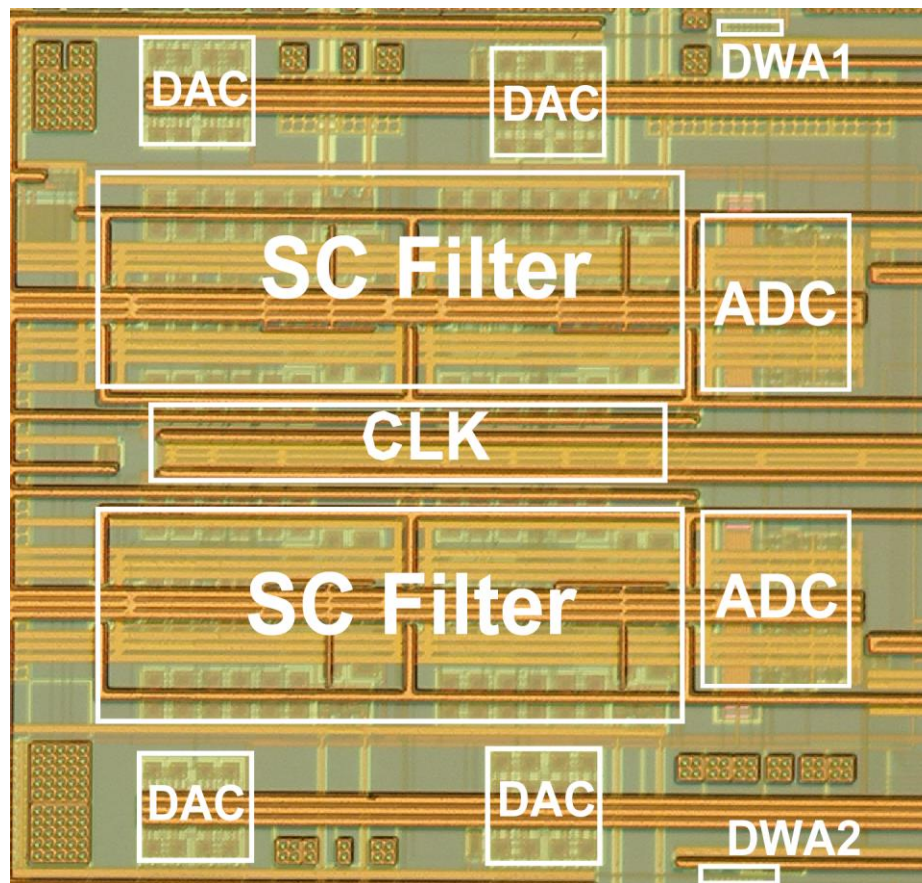 DAC
DAC
DWA1
SC Filter
ADC
CLK
SC Filter
ADC
DAC
DAC
DWA2